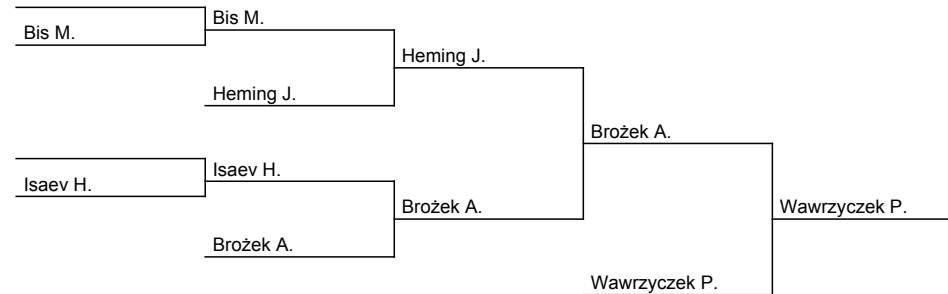 Bis M.
Bis M.
Heming J.
Heming J.
Brożek A.
Isaev H.
Isaev H.
Brożek A.
Wawrzyczek P.
Brożek A.
Wawrzyczek P.